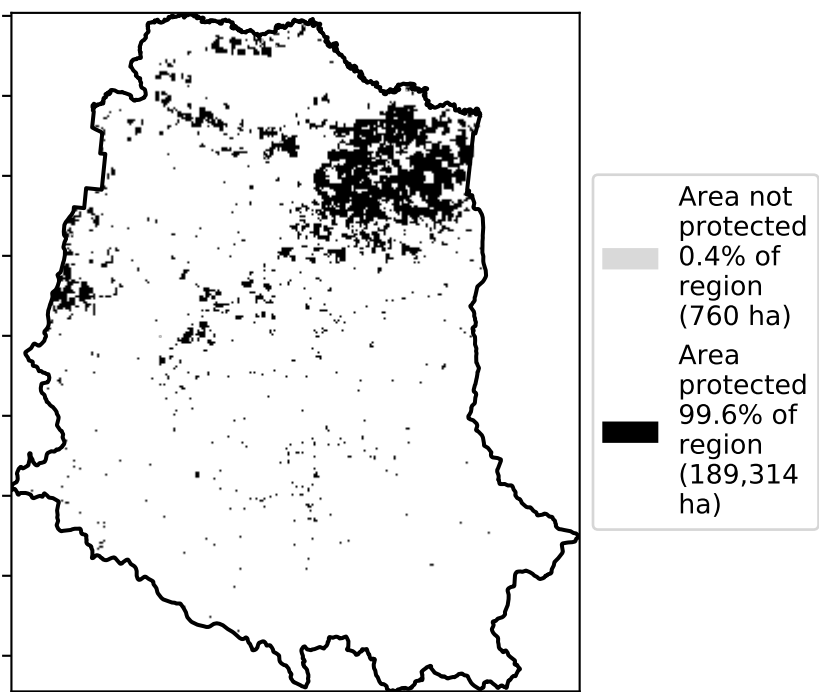 Area not
protected
0.4% of
region
(760 ha)
Area
protected
99.6% of
region
(189,314
ha)